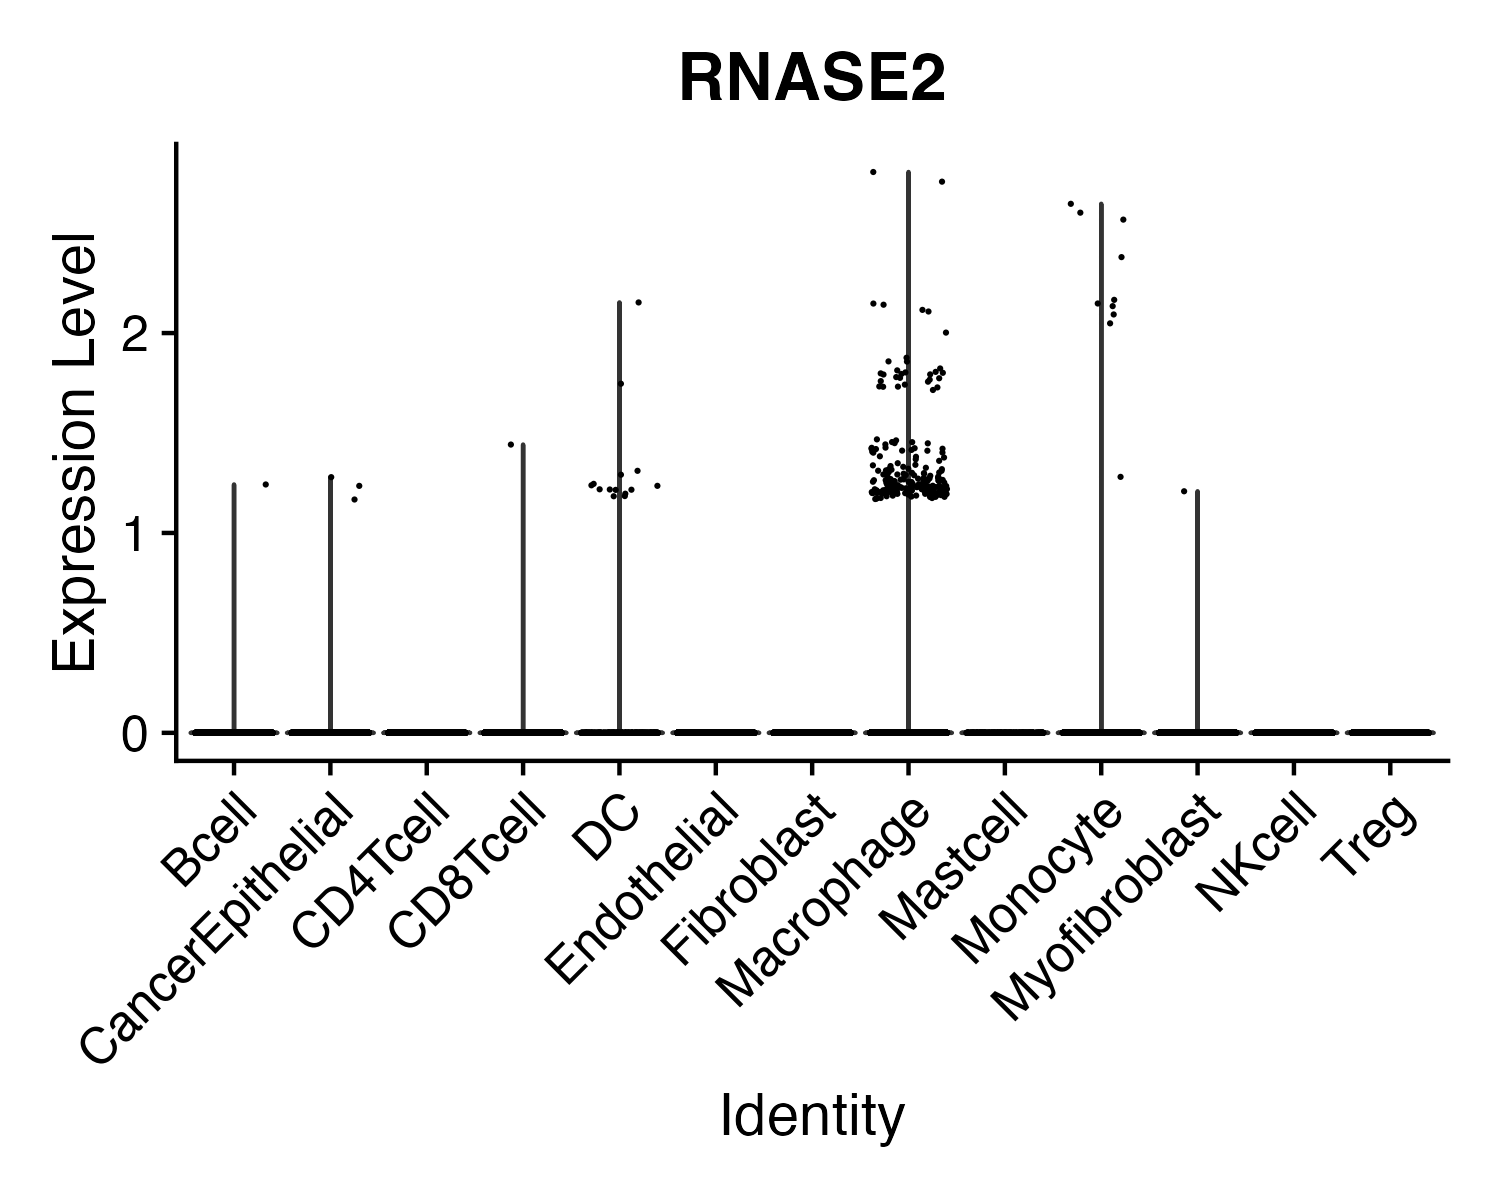 RNASE2
Expression Level
2
1
0
Bcell
CancerEpithelial
CD4Tcell
CD8Tcell
DC
Endothelial
Fibroblast
Macrophage
Mastcell
Monocyte
Myofibroblast
NKcell
Treg
Identity